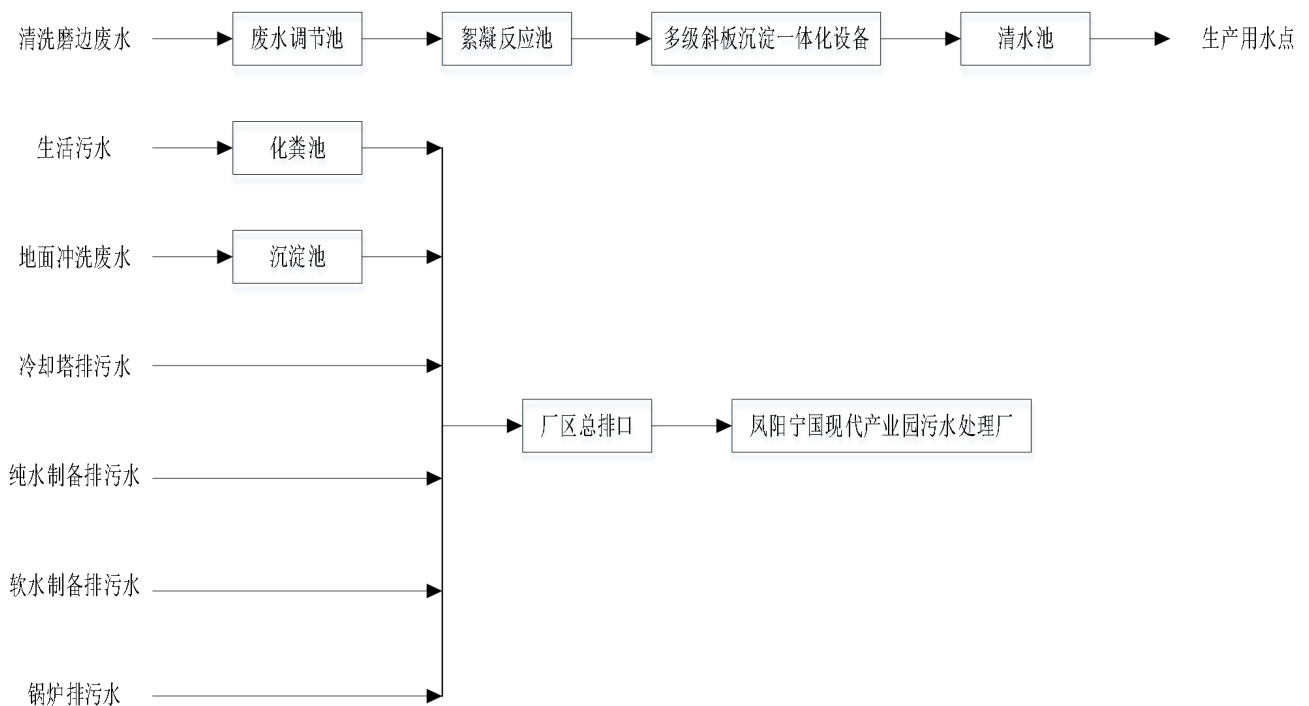 清洗磨边废水
废水调节池
絮凝反应池
多级斜板沉淀一体化设备
清水池
生产用水点
生活污水
化粪池
地面冲洗废水
沉淀池
冷却塔排污水
厂区总排口
凤阳宁国现代产业园污水处理厂
纯水制备排污水
软水制备排污水
锅炉排污水